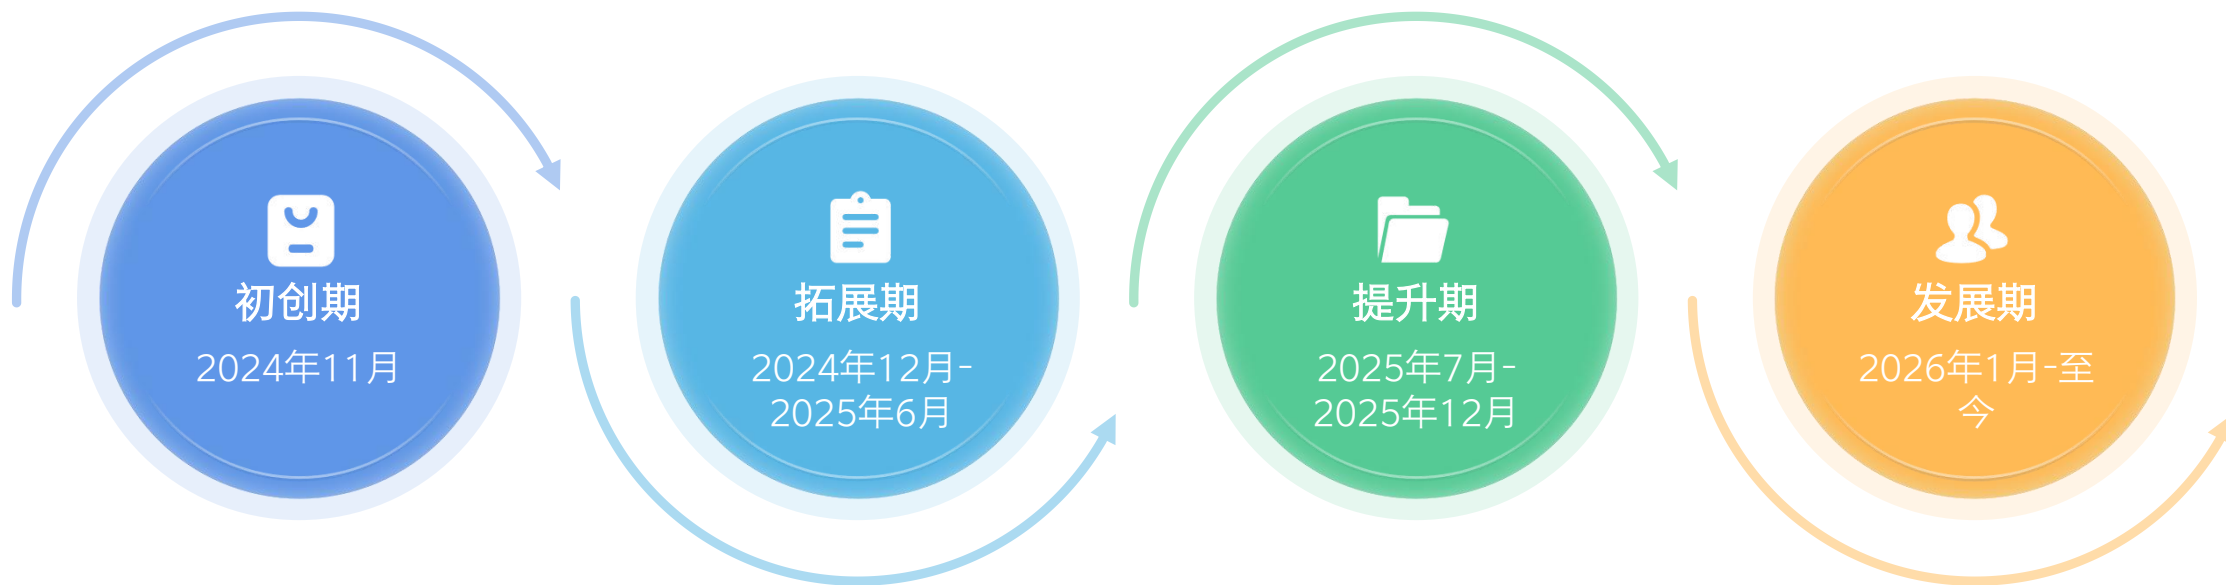 初创期
2024年11月
拓展期
2024年12月-
2025年6月
提升期
2025年7月-
2025年12月
发展期
2026年1月-至
今